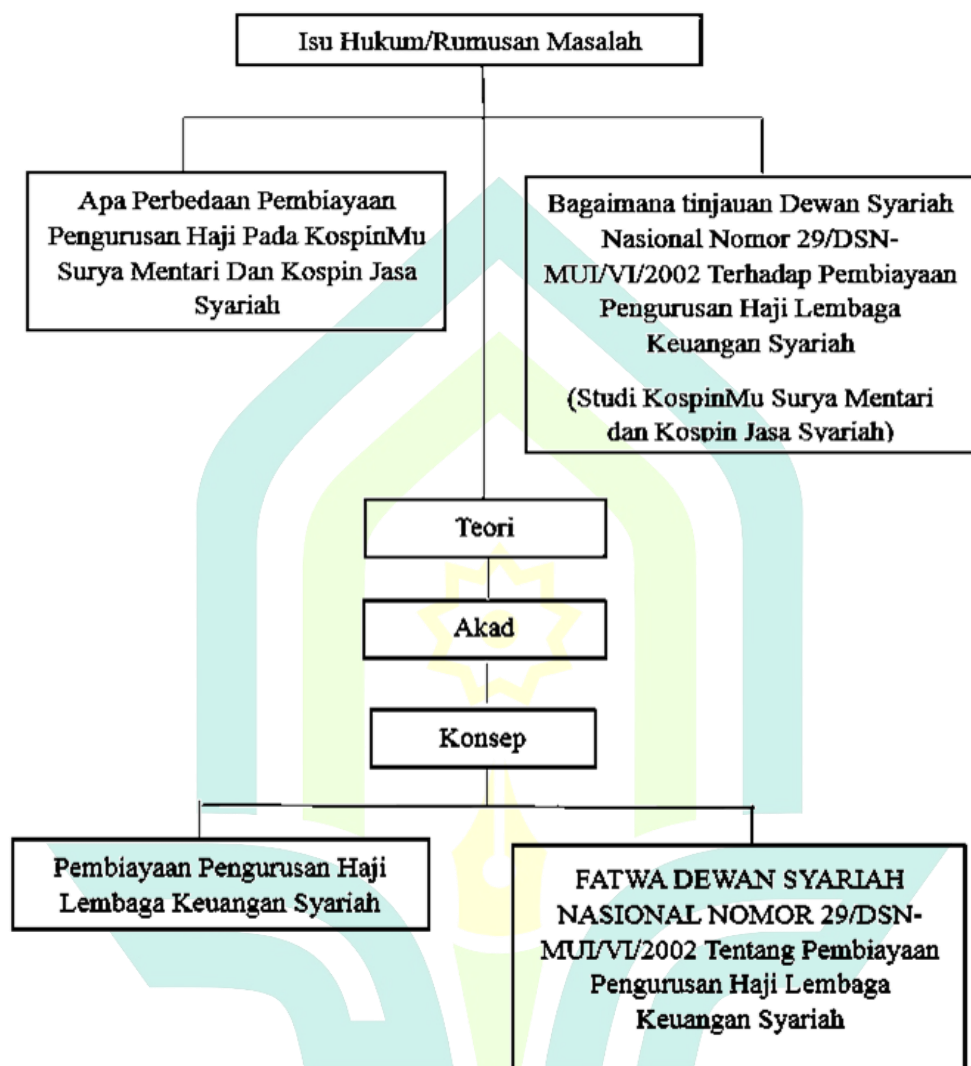 Isu Hukum/Rumusan Masalah
Apa Perbedaan Pembiayaan
Pengurusan Haji Pada KospinMu
Surya Mentari Dan Kospin Jasa
Syariah
Bagaimana tinjauan Dewan Syariah
Nasional Nomor 29/DSN-
MUI/VI/2002 Terhadap Pembiayaan
Pengurusan Haji Lembaga
Keuangan Syariah
(Studi KospinMu Surya Mentari
dan Kospin Jasa Syariah)
Teori
Akad
Konsep
Pembiayaan Pengurusan Haji
Lembaga Keuangan Syariah
FATWA DEWAN SYARIAH
NASIONAL NOMOR 29/DSN-
MUI/VI/2002 Tentang Pembiayaan
Pengurusan Haji Lembaga
Keuangan Syariah